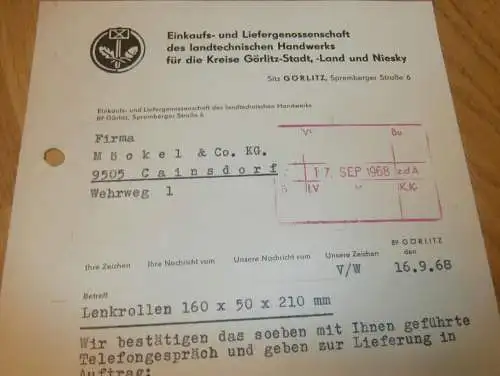 Einkaufs- und Liefergenossenschaft
des landtechnischen Handwerks
für die Kreise Görlitz-Stadt, -Land und Niesky
Sitz GÖRLITZ, Spremberger Straße 6
Einkaufs- und Liefergenossenschaft des landtechnischen Handwerks
89 Görlitz, Spremberger Straße 6
Firma
Möckel & Co. KG.
9505 Cainsdorf
Wehrweg 1
17. SEP 1968
z.d.A
LV
K.K.
Ihre Zeichen Ihre Nachricht vom Unsere Nachricht vom Unsere Zeichen 89 GÖRLITZ
den
V/W 16.9.68
Betreff
Lenkrollen 160 x 50 x 210 mm
Wir bestätigen das soeben mit Ihnen geführte
Telefongespräch und geben zur Lieferung in
Auftrag: